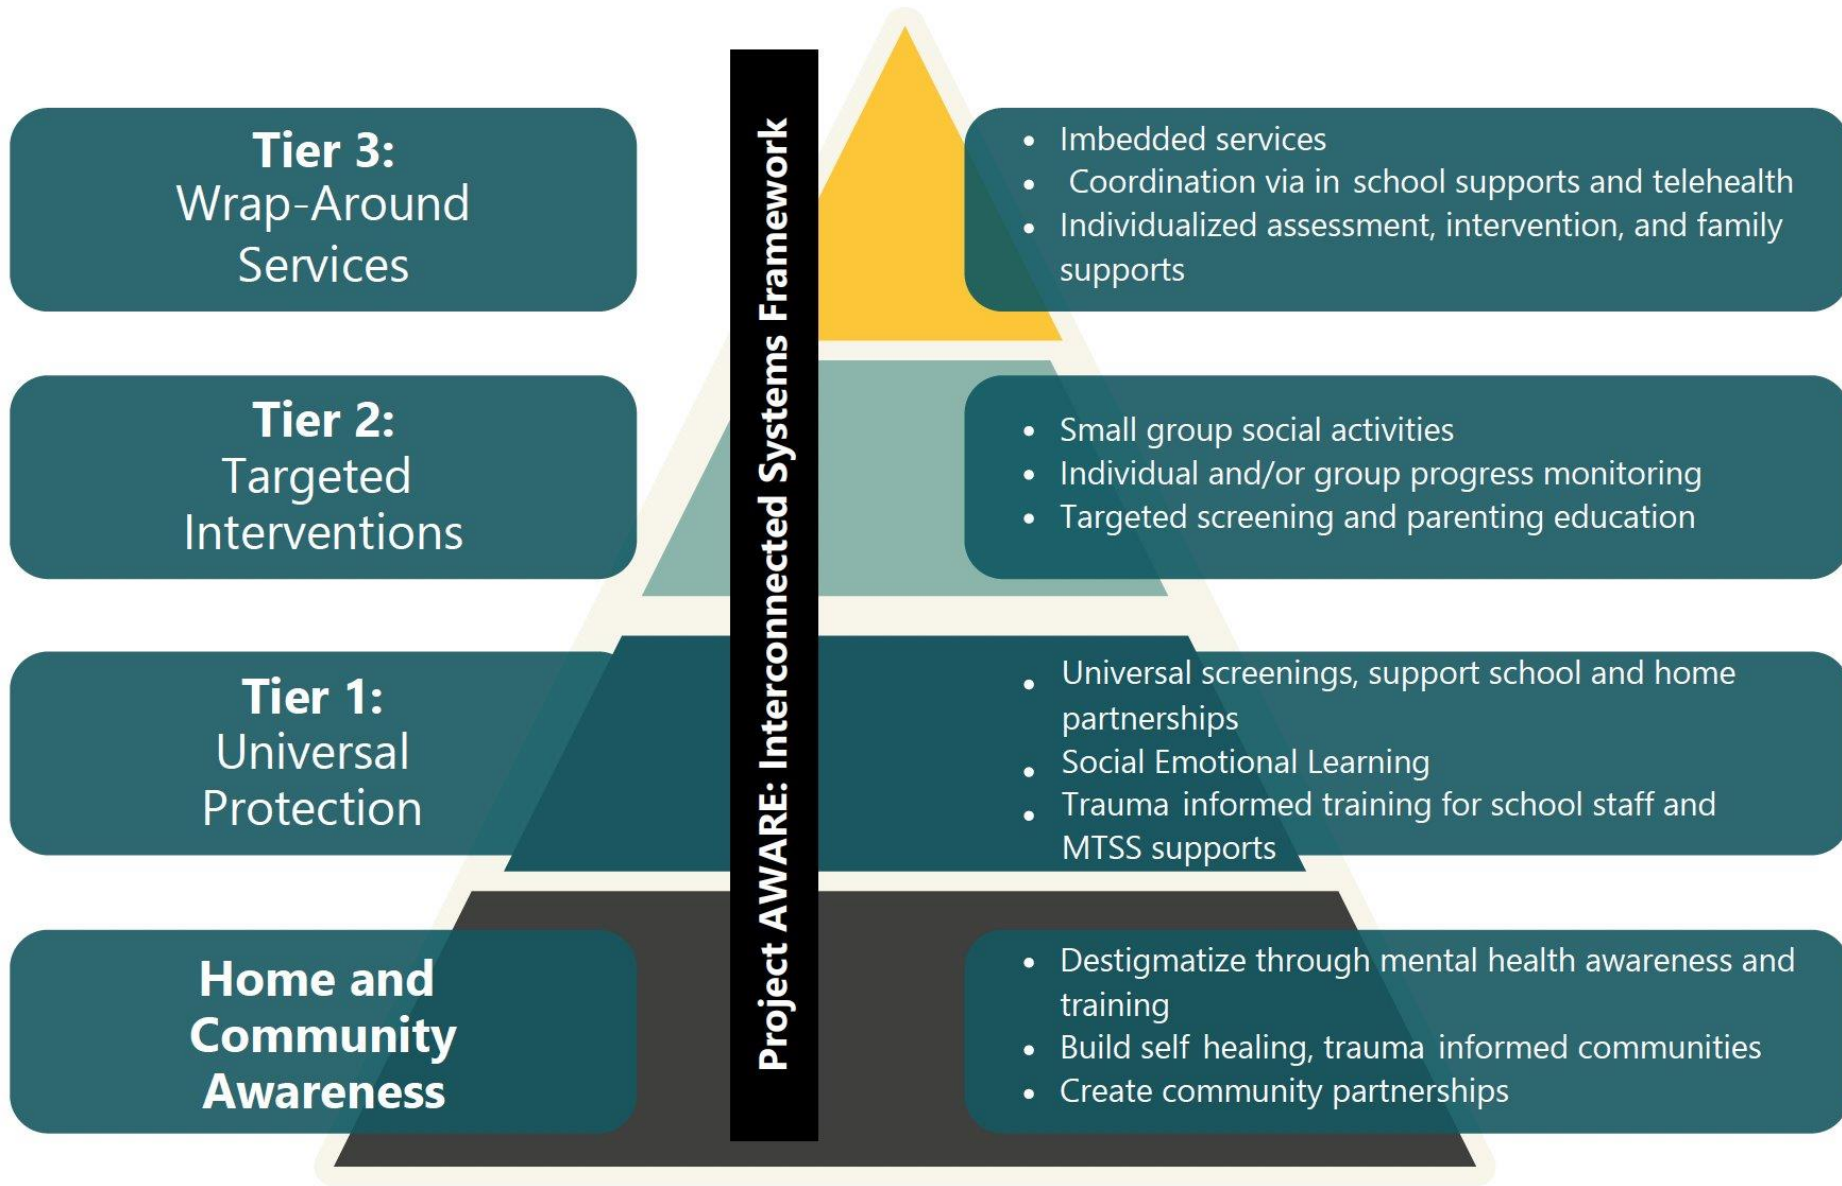 Tier 3:
Wrap-Around
Services
• Imbedded services
• Coordination via in school supports and telehealth
• Individualized assessment, intervention, and family
supports
Project AWARE: Interconnected Systems Framework
Tier 2:
Targeted
Interventions
• Small group social activities
• Individual and/or group progress monitoring
• Targeted screening and parenting education
Tier 1:
Universal
Protection
• Universal screenings, support school and home
partnerships
• Social Emotional Learning
• Trauma informed training for school staff and
MTSS supports
Home and
Community
Awareness
• Destigmatize through mental health awareness and
training
• Build self healing, trauma informed communities
• Create community partnerships